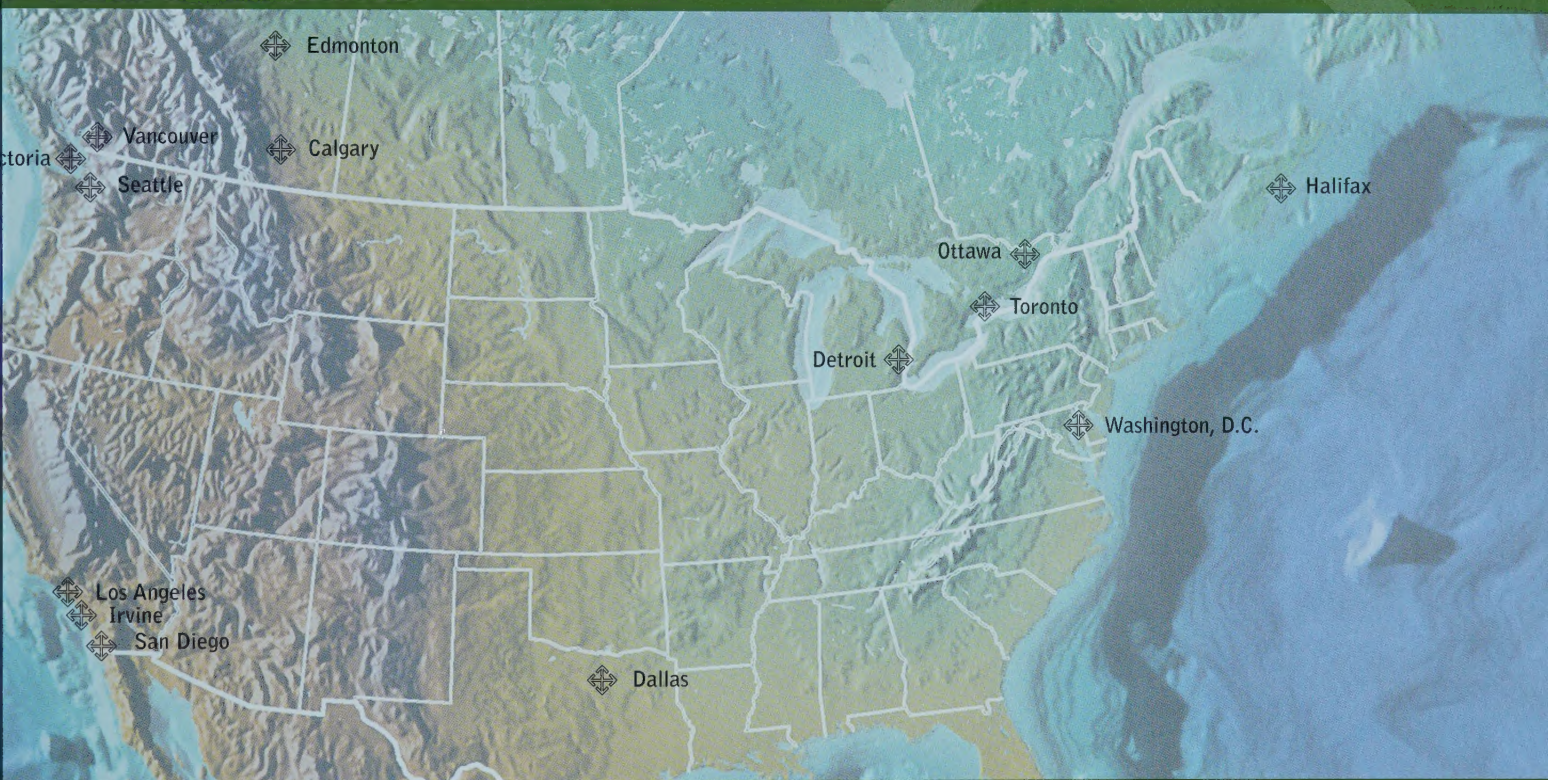 Edmonton
Vancouver
Calgary
ctoria
Seattle
Halifax
Ottawa
Toronto
Detroit
Washington, D.C.
Los Angeles
Irvine
San Diego
Dallas